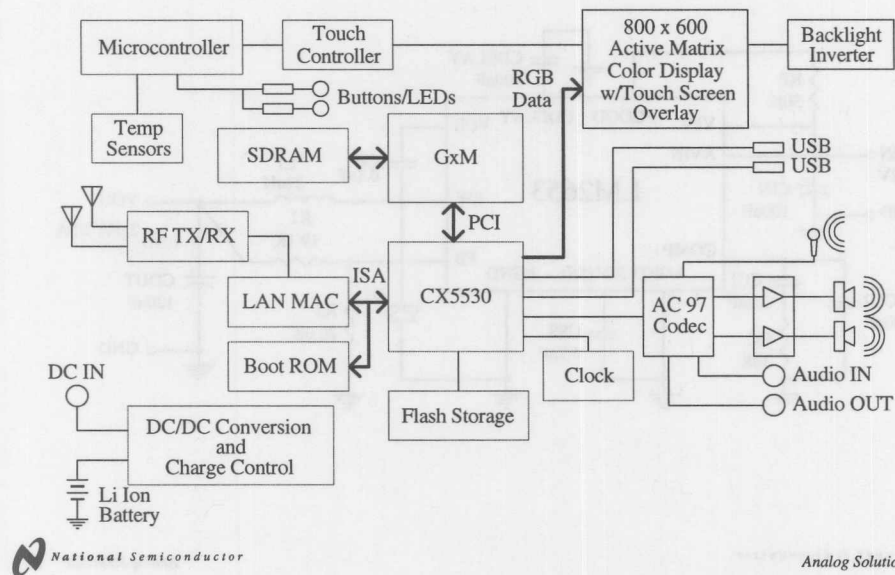 Microcontroller
Touch
Controller
800 x 600
Active Matrix
Color Display
w/Touch Screen
Overlay
Backlight
Inverter
RGB
Data
Buttons/LEDs
Temp
Sensors
SDRAM
GxM
USB
USB
RF TX/RX
PCI
ISA
LAN MAC
CX5530
AC 97
Codec
Boot ROM
Clock
Audio IN
Audio OUT
DC IN
Flash Storage
DC/DC Conversion
and
Charge Control
Li Ion
Battery
National Semiconductor
Analog Solutio